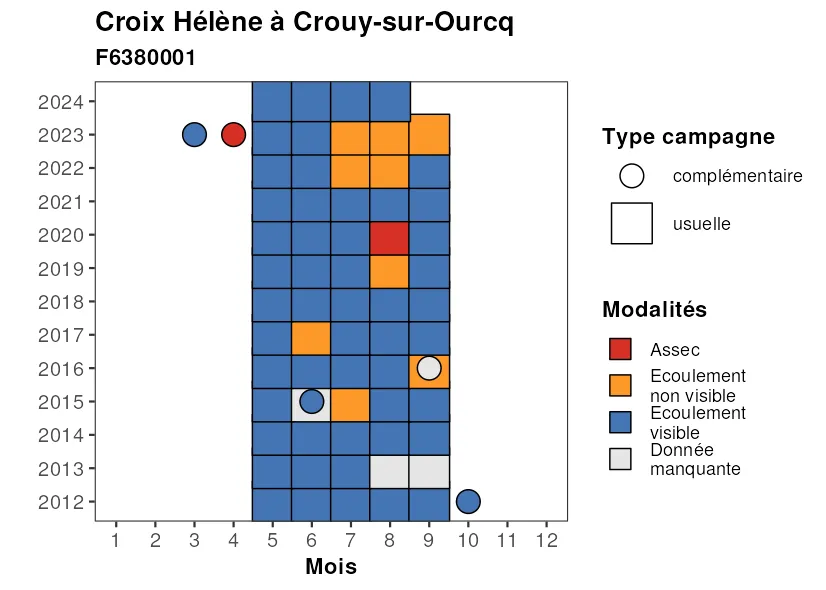 Croix Hélène à Crouy-sur-Ourcq
F6380001
2024
2023
2022
2021
2020
2019
2018
2017
2016
2015
2014
2013
2012
1 2 3 4 5 6 7 8 9 10 11 12
Mois
Type campagne
complémentaire
usuelle
Modalités
Assec
Ecoulement
non visible
Ecoulement
visible
Donnée
manquante